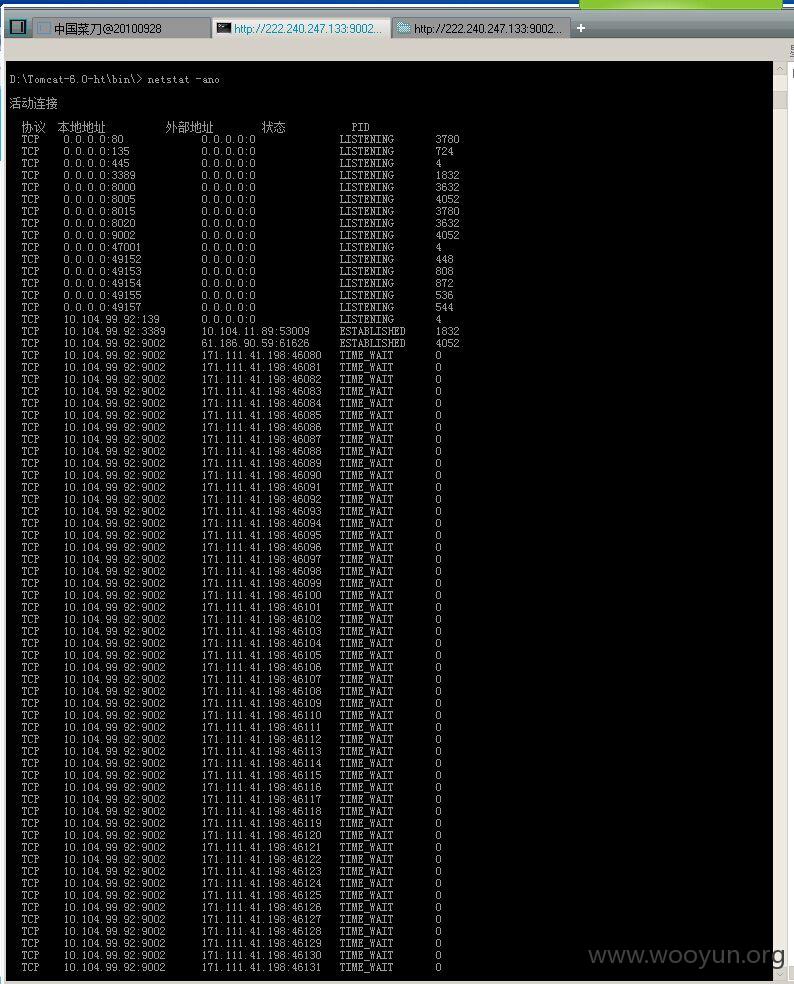 中国菜刀@20100928 http://222.240.247.133:9002... http://222.240.247.133:9002... +
D:\Tomcat-6.0-ht\bin\> netstat -ano
活动连接
协议 本地地址 外部地址 状态 PID
TCP 0.0.0.0:80 0.0.0.0:0 LISTENING 3780
TCP 0.0.0.0:135 0.0.0.0:0 LISTENING 724
TCP 0.0.0.0:445 0.0.0.0:0 LISTENING 4
TCP 0.0.0.0:3389 0.0.0.0:0 LISTENING 1832
TCP 0.0.0.0:8000 0.0.0.0:0 LISTENING 3632
TCP 0.0.0.0:8005 0.0.0.0:0 LISTENING 4052
TCP 0.0.0.0:8015 0.0.0.0:0 LISTENING 3780
TCP 0.0.0.0:8020 0.0.0.0:0 LISTENING 3632
TCP 0.0.0.0:9002 0.0.0.0:0 LISTENING 4052
TCP 0.0.0.0:47001 0.0.0.0:0 LISTENING 4
TCP 0.0.0.0:49152 0.0.0.0:0 LISTENING 448
TCP 0.0.0.0:49153 0.0.0.0:0 LISTENING 808
TCP 0.0.0.0:49154 0.0.0.0:0 LISTENING 872
TCP 0.0.0.0:49155 0.0.0.0:0 LISTENING 536
TCP 0.0.0.0:49157 0.0.0.0:0 LISTENING 544
TCP 10.104.99.92:139 0.0.0.0:0 LISTENING 4
TCP 10.104.99.92:3389 10.104.11.89:53009 ESTABLISHED 1832
TCP 10.104.99.92:9002 61.186.90.59:61626 ESTABLISHED 4052
TCP 10.104.99.92:9002 171.111.41.198:46080 TIME_WAIT 0
TCP 10.104.99.92:9002 171.111.41.198:46081 TIME_WAIT 0
TCP 10.104.99.92:9002 171.111.41.198:46082 TIME_WAIT 0
TCP 10.104.99.92:9002 171.111.41.198:46083 TIME_WAIT 0
TCP 10.104.99.92:9002 171.111.41.198:46084 TIME_WAIT 0
TCP 10.104.99.92:9002 171.111.41.198:46085 TIME_WAIT 0
TCP 10.104.99.92:9002 171.111.41.198:46086 TIME_WAIT 0
TCP 10.104.99.92:9002 171.111.41.198:46087 TIME_WAIT 0
TCP 10.104.99.92:9002 171.111.41.198:46088 TIME_WAIT 0
TCP 10.104.99.92:9002 171.111.41.198:46089 TIME_WAIT 0
TCP 10.104.99.92:9002 171.111.41.198:46090 TIME_WAIT 0
TCP 10.104.99.92:9002 171.111.41.198:46091 TIME_WAIT 0
TCP 10.104.99.92:9002 171.111.41.198:46092 TIME_WAIT 0
TCP 10.104.99.92:9002 171.111.41.198:46093 TIME_WAIT 0
TCP 10.104.99.92:9002 171.111.41.198:46094 TIME_WAIT 0
TCP 10.104.99.92:9002 171.111.41.198:46095 TIME_WAIT 0
TCP 10.104.99.92:9002 171.111.41.198:46096 TIME_WAIT 0
TCP 10.104.99.92:9002 171.111.41.198:46097 TIME_WAIT 0
TCP 10.104.99.92:9002 171.111.41.198:46098 TIME_WAIT 0
TCP 10.104.99.92:9002 171.111.41.198:46099 TIME_WAIT 0
TCP 10.104.99.92:9002 171.111.41.198:46100 TIME_WAIT 0
TCP 10.104.99.92:9002 171.111.41.198:46101 TIME_WAIT 0
TCP 10.104.99.92:9002 171.111.41.198:46102 TIME_WAIT 0
TCP 10.104.99.92:9002 171.111.41.198:46103 TIME_WAIT 0
TCP 10.104.99.92:9002 171.111.41.198:46104 TIME_WAIT 0
TCP 10.104.99.92:9002 171.111.41.198:46105 TIME_WAIT 0
TCP 10.104.99.92:9002 171.111.41.198:46106 TIME_WAIT 0
TCP 10.104.99.92:9002 171.111.41.198:46107 TIME_WAIT 0
TCP 10.104.99.92:9002 171.111.41.198:46108 TIME_WAIT 0
TCP 10.104.99.92:9002 171.111.41.198:46109 TIME_WAIT 0
TCP 10.104.99.92:9002 171.111.41.198:46110 TIME_WAIT 0
TCP 10.104.99.92:9002 171.111.41.198:46111 TIME_WAIT 0
TCP 10.104.99.92:9002 171.111.41.198:46112 TIME_WAIT 0
TCP 10.104.99.92:9002 171.111.41.198:46113 TIME_WAIT 0
TCP 10.104.99.92:9002 171.111.41.198:46114 TIME_WAIT 0
TCP 10.104.99.92:9002 171.111.41.198:46115 TIME_WAIT 0
TCP 10.104.99.92:9002 171.111.41.198:46116 TIME_WAIT 0
TCP 10.104.99.92:9002 171.111.41.198:46117 TIME_WAIT 0
TCP 10.104.99.92:9002 171.111.41.198:46118 TIME_WAIT 0
TCP 10.104.99.92:9002 171.111.41.198:46119 TIME_WAIT 0
TCP 10.104.99.92:9002 171.111.41.198:46120 TIME_WAIT 0
TCP 10.104.99.92:9002 171.111.41.198:46121 TIME_WAIT 0
TCP 10.104.99.92:9002 171.111.41.198:46122 TIME_WAIT 0
TCP 10.104.99.92:9002 171.111.41.198:46123 TIME_WAIT 0
TCP 10.104.99.92:9002 171.111.41.198:46124 TIME_WAIT 0
TCP 10.104.99.92:9002 171.111.41.198:46125 TIME_WAIT 0
TCP 10.104.99.92:9002 171.111.41.198:46126 TIME_WAIT 0
TCP 10.104.99.92:9002 171.111.41.198:46127 TIME_WAIT 0
TCP 10.104.99.92:9002 171.111.41.198:46128 TIME_WAIT 0
TCP 10.104.99.92:9002 171.111.41.198:46129 TIME_WAIT 0
TCP 10.104.99.92:9002 171.111.41.198:46130 TIME_WAIT 0
TCP 10.104.99.92:9002 171.111.41.198:46131 TIME_WAIT 0
www.wooyun.org